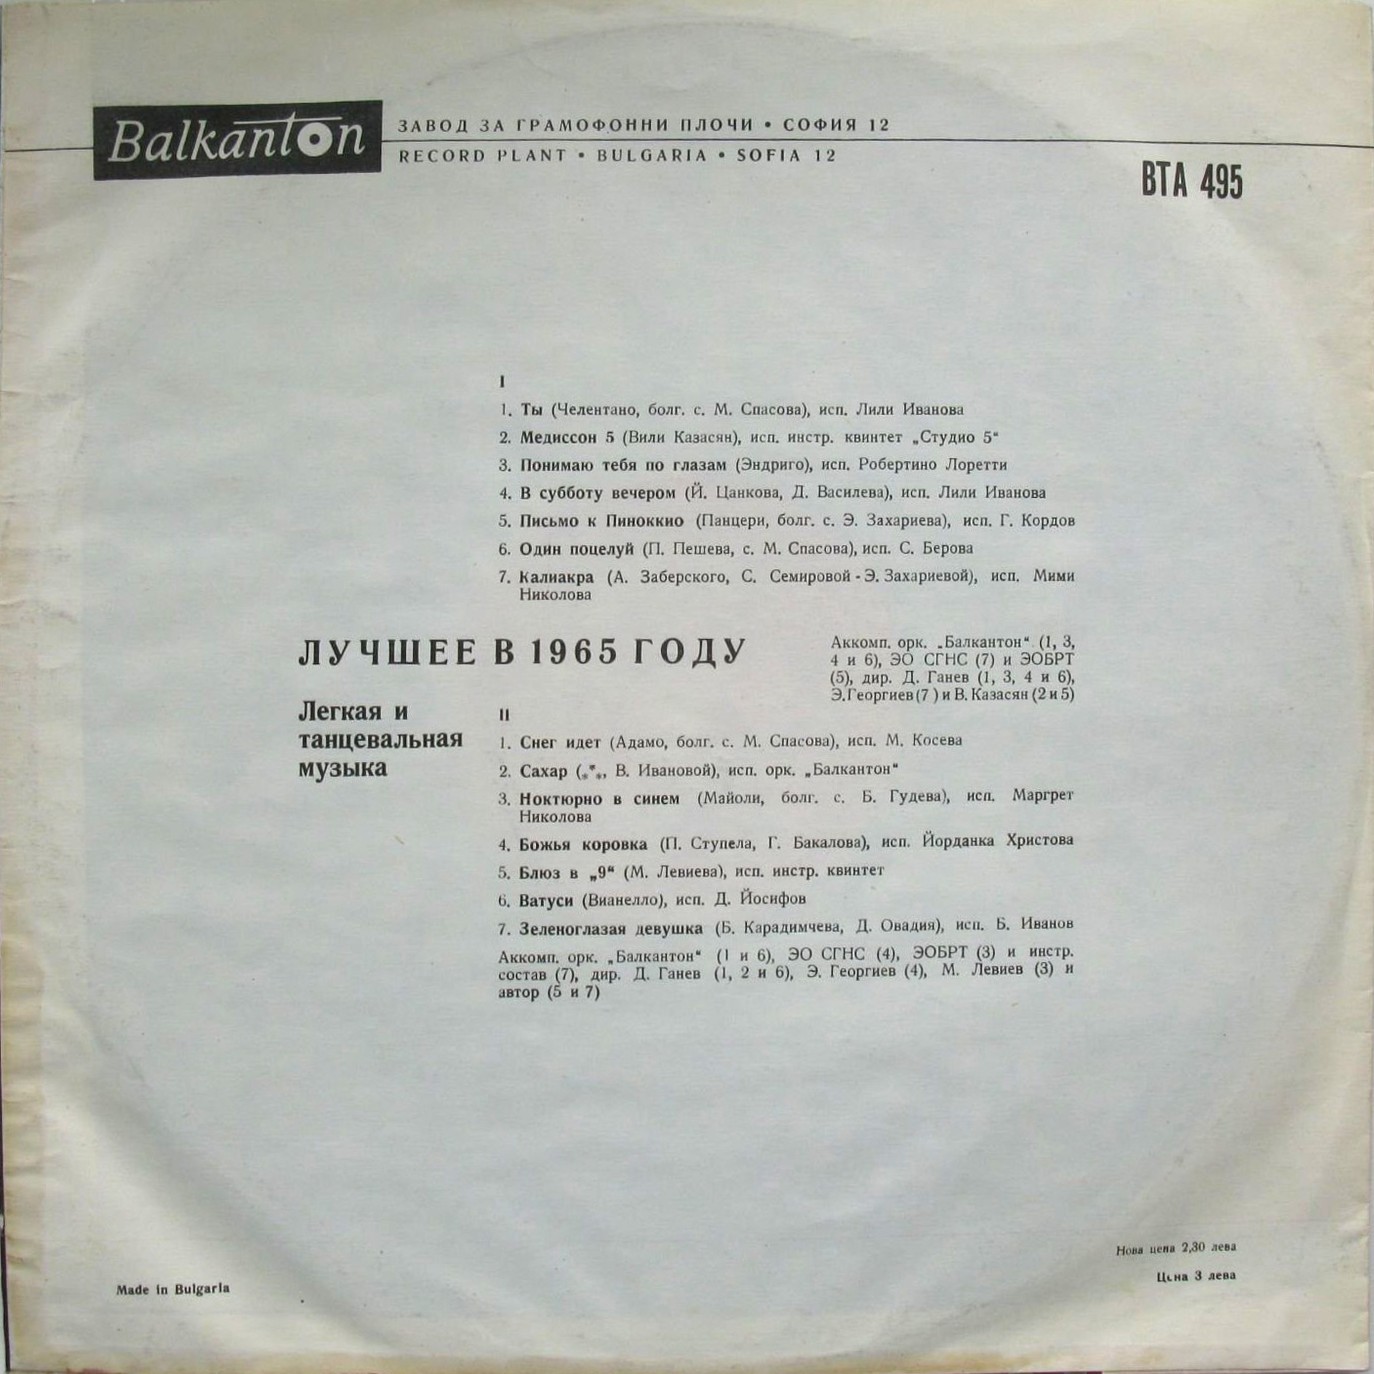 Balkanton
ЗАВОД ЗА ГРАМОФОННИ ПЛОЧИ • СОФИЯ 12
RECORD PLANT • BULGARIA • SOFIA 12
ВТА 495
I
1. Ты (Челентано, болг. с. М. Спасова), исп. Лили Иванова
2. Медиссон 5 (Вили Казасян), исп. инстр. квинтет „Студио 5“
3. Понимаю тебя по глазам (Эндриго), исп. Робертино Лоретти
4. В субботу вечером (Й. Цанкова, Д. Василева), исп. Лили Иванова
5. Письмо к Пиноккио (Панцери, болг. с. Э. Захариева), исп. Г. Кордов
6. Один поцелуй (П. Пешева, с. М. Спасова), исп. С. Берова
7. Калиакра (А. Заберского, С. Семировой - Э. Захариевой), исп. Мими
Николова
ЛУЧШЕЕ В 1965 ГОДУ
Аккомп. орк. „Балкантон“ (1, 3,
4 и 6), ЭО СГНС (7) и ЭОБРТ
(5), дир. Д. Ганев (1, 3, 4 и 6),
Э. Георгиев (7) и В. Казасян (2 и 5)
Легкая и
танцевальная
музыка
II
1. Снег идет (Адамо, болг. с. М. Спасова), исп. М. Косева
2. Сахар (***, В. Ивановой), исп. орк. „Балкантон“
3. Ноктюрно в синем (Майоли, болг. с. Б. Гудева), исп. Маргрет
Николова
4. Божья коровка (П. Ступела, Г. Бакалова), исп. Йорданка Христова
5. Блюз в „9“ (М. Левиева), исп. инстр. квинтет
6. Ватуси (Вианелло), исп. Д. Йосифов
7. Зеленоглазая девушка (Б. Карадимчева, Д. Овадия), исп. Б. Иванов
Аккомп. орк. „Балкантон“ (1 и 6), ЭО СГНС (4), ЭОБРТ (3) и инстр.
состав (7), дир. Д. Ганев (1, 2 и 6), Э. Георгиев (4), М. Левиев (3) и
автор (5 и 7)
Нова цена 2,30 лева
Цена 3 лева
Made in Bulgaria